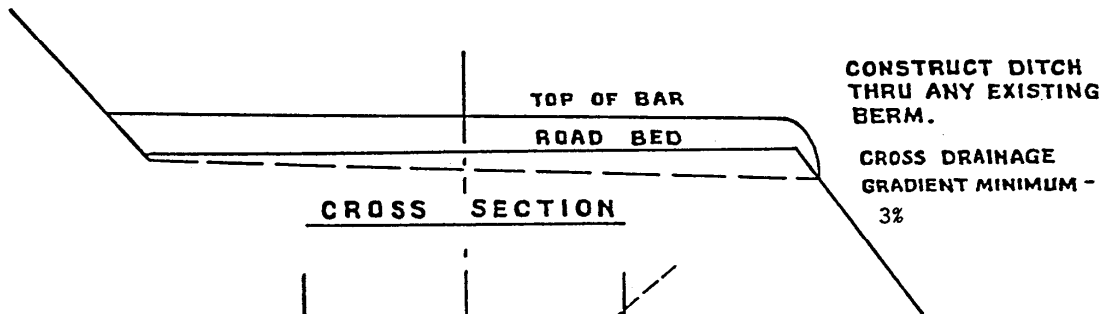 TOP OF BAR
ROAD BED
CROSS SECTION
CONSTRUCT DITCH
THRU ANY EXISTING
BERM.
CROSS DRAINAGE
GRADIENT MINIMUM -
3%